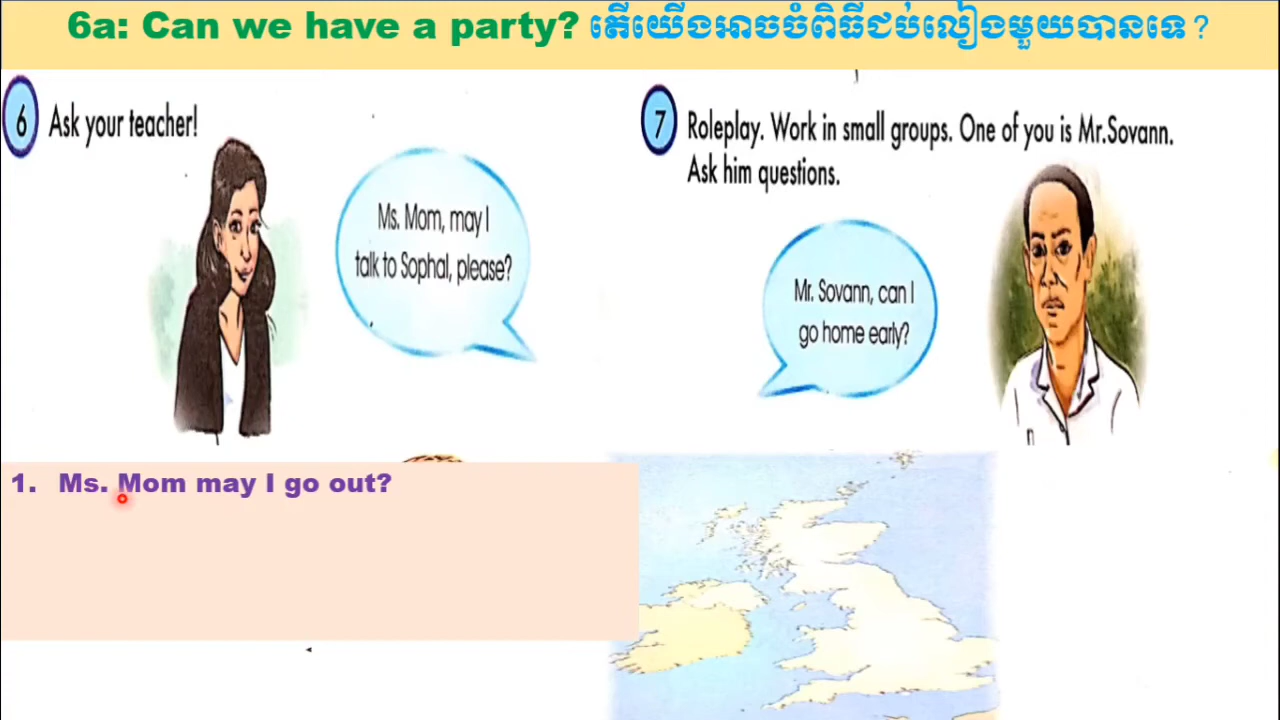 6a: Can we have a party? តើយើងអាចចំពិធីជប់លៀងមួយបានទេ?
6 Ask your teacher!
Ms. Mom, may I
talk to Sophal, please?
7 Roleplay. Work in small groups. One of you is Mr.Sovann.
Ask him questions.
Mr. Sovann, can I
go home early?
1. Ms. Mom may I go out?